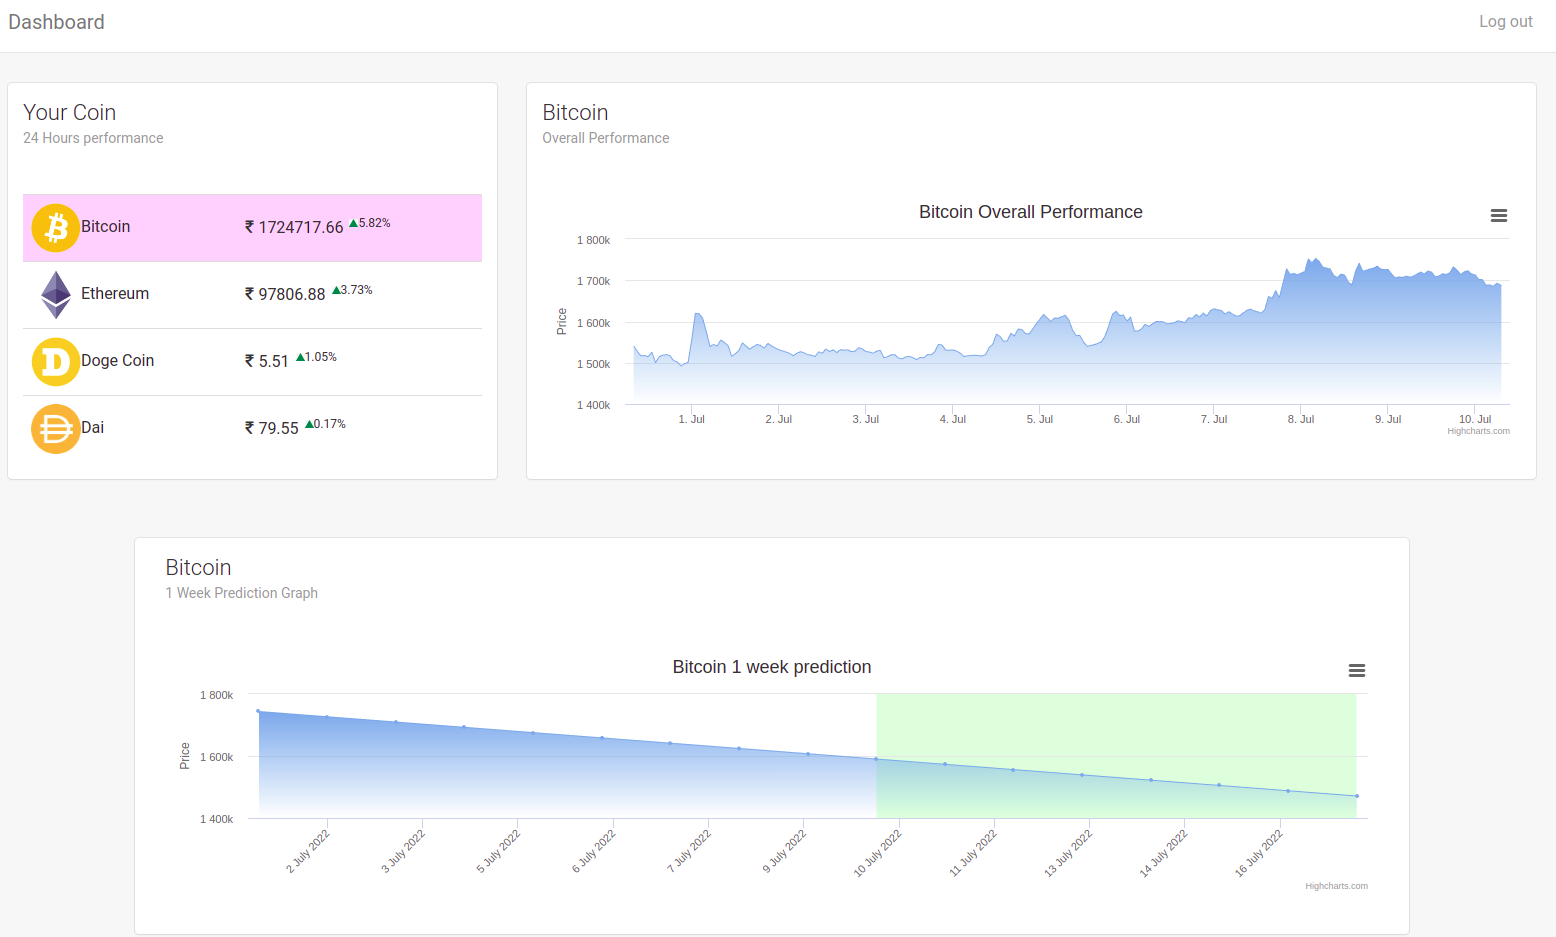 Dashboard
Log out
Your Coin
24 Hours performance
Bitcoin ₹ 1724717.66 ▲5.82%
Ethereum ₹ 97806.88 ▲3.73%
Doge Coin ₹ 5.51 ▲1.05%
Dai ₹ 79.55 ▲0.17%
Bitcoin
Overall Performance
Bitcoin Overall Performance
Price
1 800k
1 700k
1 600k
1 500k
1 400k
1. Jul 2. Jul 3. Jul 4. Jul 5. Jul 6. Jul 7. Jul 8. Jul 9. Jul 10. Jul
Highcharts.com
Bitcoin
1 Week Prediction Graph
Bitcoin 1 week prediction
Price
1 800k
1 600k
1 400k
2 July 2022 3 July 2022 5 July 2022 6 July 2022 7 July 2022 9 July 2022 10 July 2022 11 July 2022 13 July 2022 14 July 2022 16 July 2022
Highcharts.com